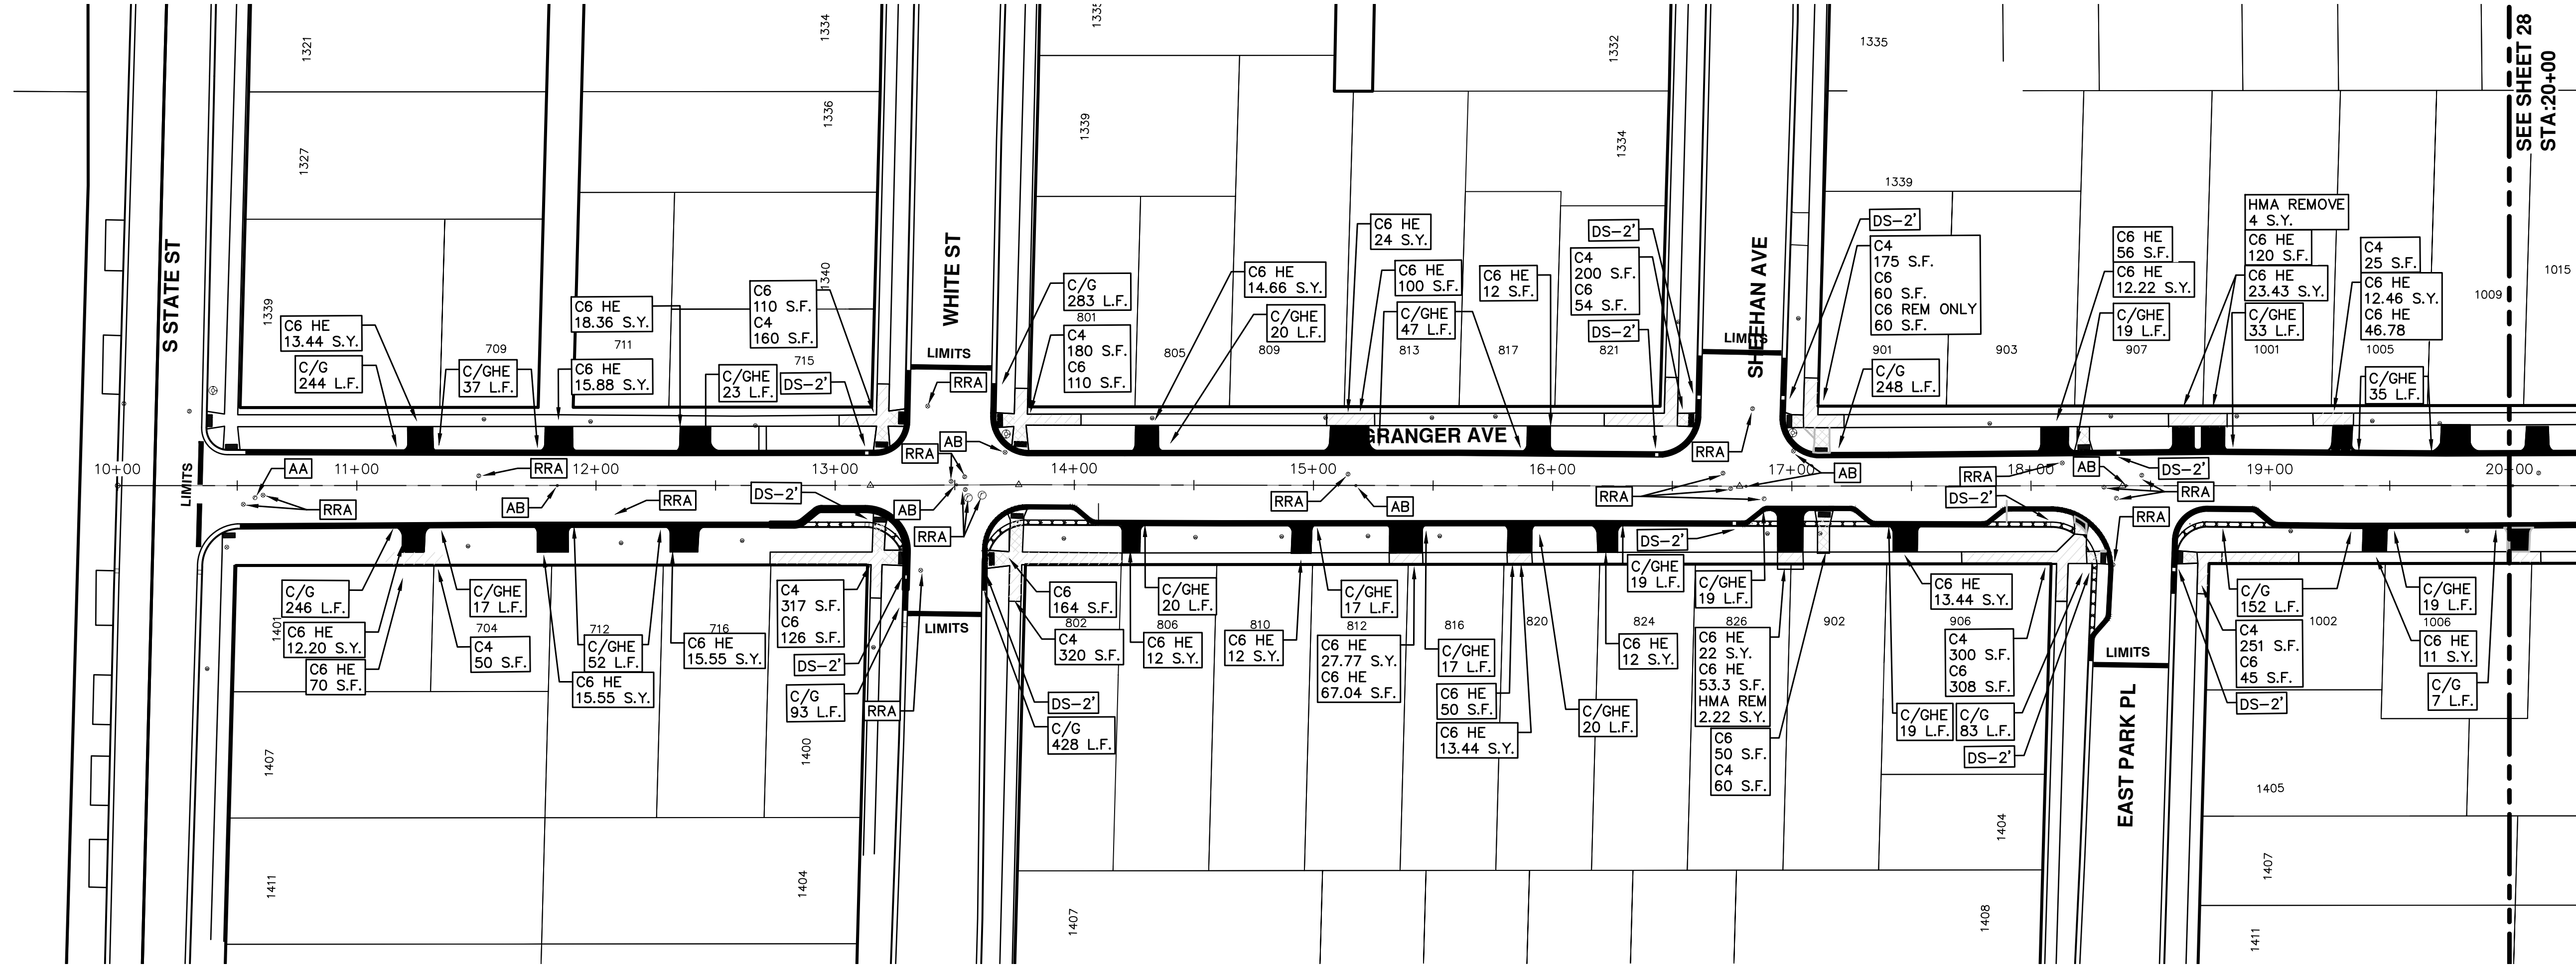 1321
1334
1335
1332
1335
SEE SHEET 28
STA:20+00
1327
1336
1339
1334
1339
S STATE ST
WHITE ST
SHEEHAN AVE
1339
1340
1015
1009
C6 HE
13.44 S.Y.
C/G
244 L.F.
709
C/GHE
37 L.F.
C6 HE
18.36 S.Y.
711
C6 HE
15.88 S.Y.
C6
110 S.F.
C4
160 S.F.
715
C/GHE
23 L.F.
DS-2'
LIMITS
RRA
C/G
283 L.F.
801
C4
180 S.F.
C6
110 S.F.
805
C6 HE
14.66 S.Y.
C/GHE
20 L.F.
809
C6 HE
24 S.Y.
C6 HE
100 S.F.
C/GHE
47 L.F.
813
C6 HE
12 S.F.
817
DS-2'
C4
200 S.F.
C6
54 S.F.
DS-2'
821
LIMITS
DS-2'
C4
175 S.F.
C6
60 S.F.
C6 REM ONLY
60 S.F.
901
C/G
248 L.F.
903
C6 HE
56 S.F.
C6 HE
12.22 S.Y.
C/GHE
19 L.F.
907
HMA REMOVE
4 S.Y.
C6 HE
120 S.F.
C6 HE
23.43 S.Y.
C/GHE
33 L.F.
1001
C4
25 S.F.
C6 HE
12.46 S.Y.
C6 HE
46.78
1005
C/GHE
35 L.F.
GRANGER AVE
AB
RRA
RRA
AB
RRA
AB
DS-2'
10+00
11+00
12+00
13+00
14+00
15+00
16+00
17+00
18+00
19+00
20+00
LIMITS
AA
RRA
RRA
AB
RRA
DS-2'
AB
RRA
RRA
AB
RRA
DS-2'
RRA
RRA
DS-2'
C/G
246 L.F.
1401
C6 HE
12.20 S.Y.
C6 HE
70 S.F.
C/GHE
17 L.F.
704
C4
50 S.F.
712
C/GHE
52 L.F.
C6 HE
15.55 S.Y.
716
C6 HE
15.55 S.Y.
C4
317 S.F.
C6
126 S.F.
DS-2'
C/G
93 L.F.
RRA
LIMITS
C6
164 S.F.
802
C4
320 S.F.
DS-2'
C/G
428 L.F.
C/GHE
20 L.F.
806
C6 HE
12 S.Y.
810
C6 HE
12 S.Y.
C/GHE
17 L.F.
812
C6 HE
27.77 S.Y.
C6 HE
67.04 S.F.
816
C/GHE
17 L.F.
C6 HE
50 S.F.
C6 HE
13.44 S.Y.
820
C/GHE
20 L.F.
C/GHE
19 L.F.
824
C6 HE
12 S.Y.
C/GHE
19 L.F.
826
C6 HE
22 S.Y.
C6 HE
53.3 S.F.
HMA REM
2.22 S.Y.
C6
50 S.F.
C4
60 S.F.
902
C6 HE
13.44 S.Y.
906
C4
300 S.F.
C6
308 S.F.
C/GHE
19 L.F.
C/G
83 L.F.
DS-2'
LIMITS
EAST PARK PL
C/G
152 L.F.
C4
251 S.F.
C6
45 S.F.
DS-2'
1002
C/GHE
19 L.F.
1006
C6 HE
11 S.Y.
C/G
7 L.F.
1407
1400
1405
1411
1404
1407
1404
1408
1407
1411